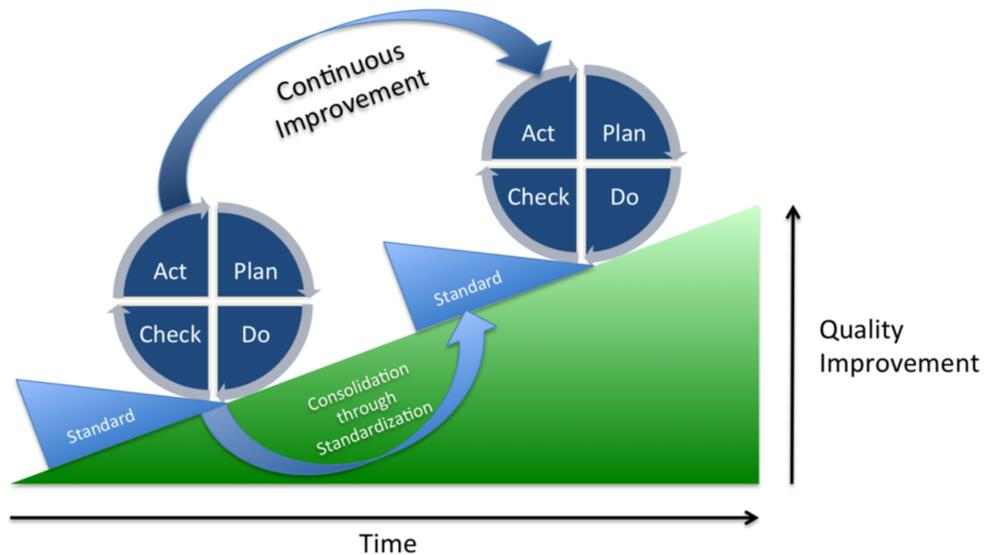 Continuous
Improvement
Act
Plan
Check
Do
Act
Plan
Check
Do
Standard
Standard
Consolidation
through
Standardization
Quality
Improvement
Time